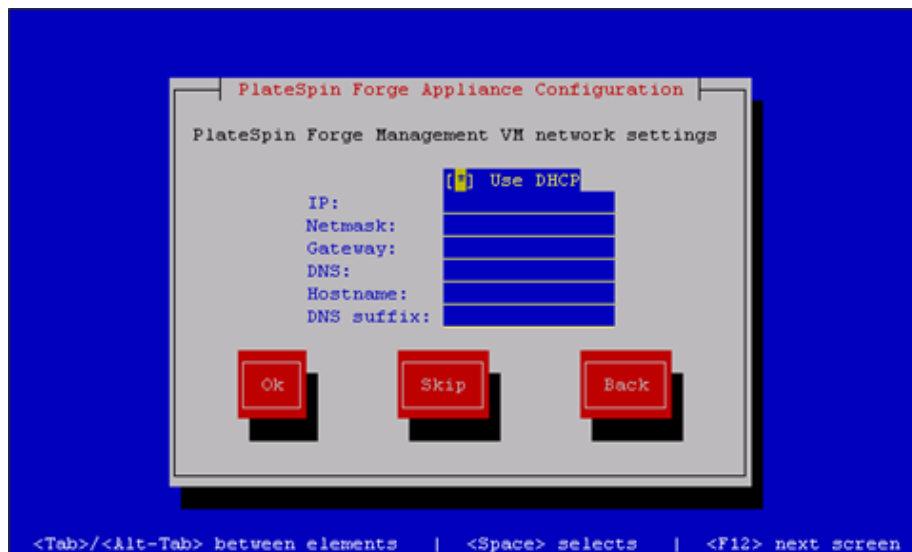 PlateSpin Forge Appliance Configuration
PlateSpin Forge Management VM network settings
[*] Use DHCP
IP:
Netmask:
Gateway:
DNS:
Hostname:
DNS suffix:
Ok Skip Back
<Tab>/<Alt-Tab> between elements | <Space> selects | <F12> next screen